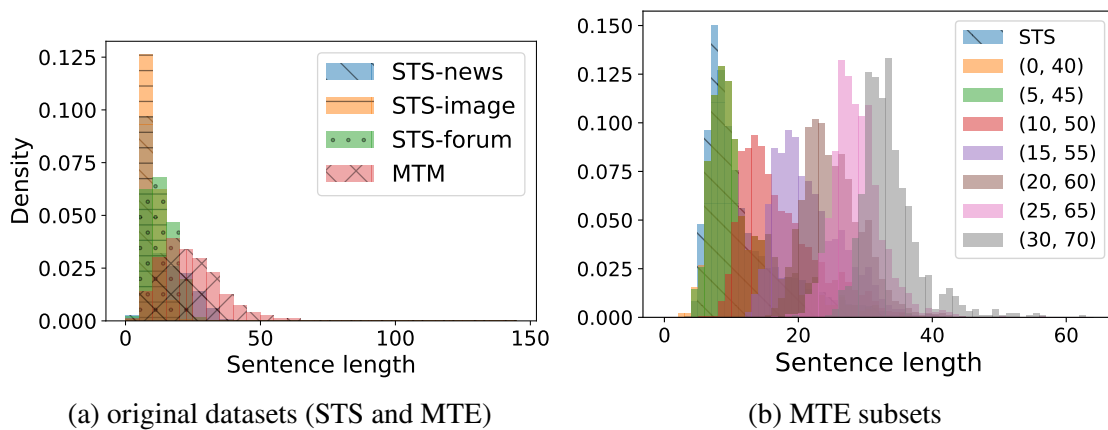 0.125
0.100
0.075
0.050
0.025
0.000
Density
0 50 100 150
Sentence length
STS-news
STS-image
STS-forum
MTM
(a) original datasets (STS and MTE)
0.150
0.125
0.100
0.075
0.050
0.025
0.000
0 20 40 60
Sentence length
STS
(0, 40)
(5, 45)
(10, 50)
(15, 55)
(20, 60)
(25, 65)
(30, 70)
(b) MTE subsets